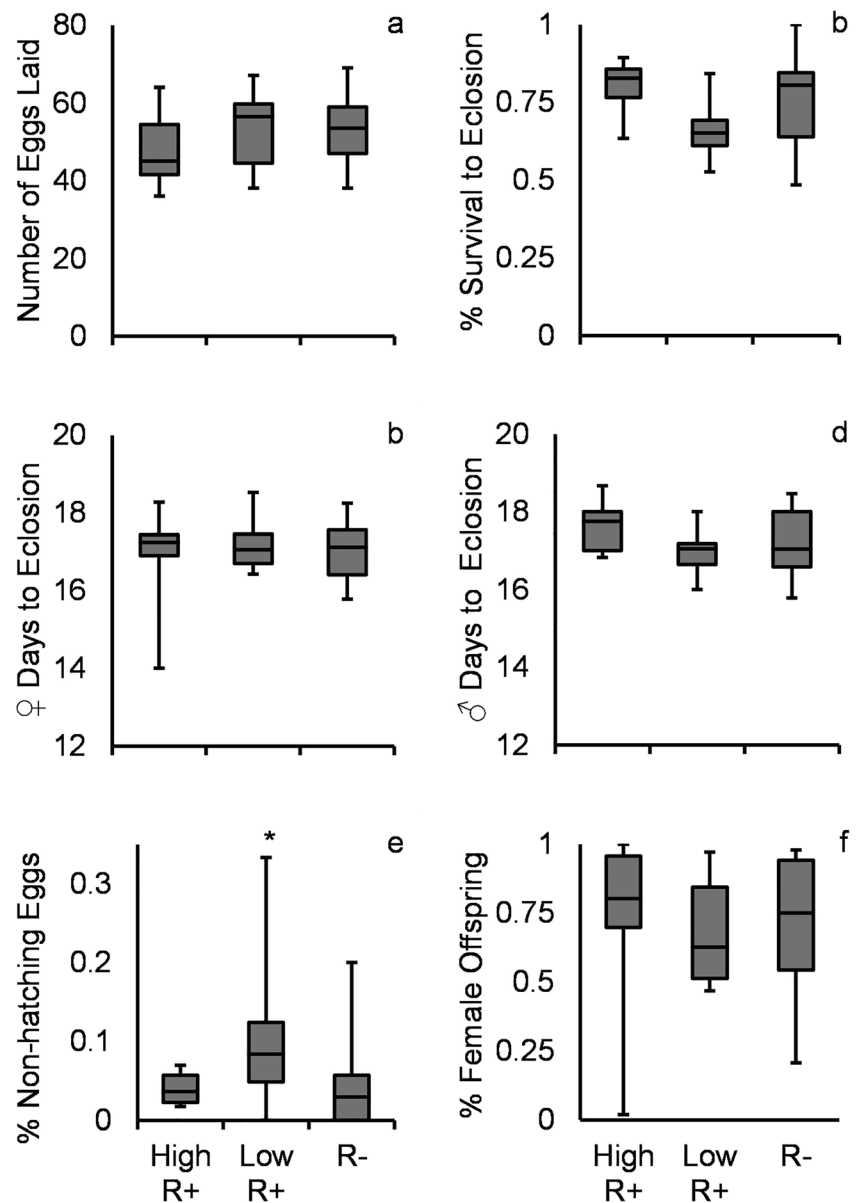 a
Number of Eggs Laid
80
60
40
20
0
b
% Survival to Eclosion
1
0.75
0.5
0.25
0
b
♀ Days to Eclosion
20
18
16
14
12
d
♂ Days to Eclosion
20
18
16
14
12
e
% Non-hatching Eggs
0.3
0.2
0.1
0
*
High
R+
Low
R+
R-
f
% Female Offspring
1
0.75
0.5
0.25
0
High
R+
Low
R+
R-